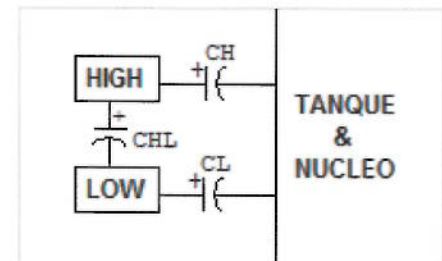 CH
+
HIGH
TANQUE
&
NUCLEO
+
CHL
CL
+
LOW